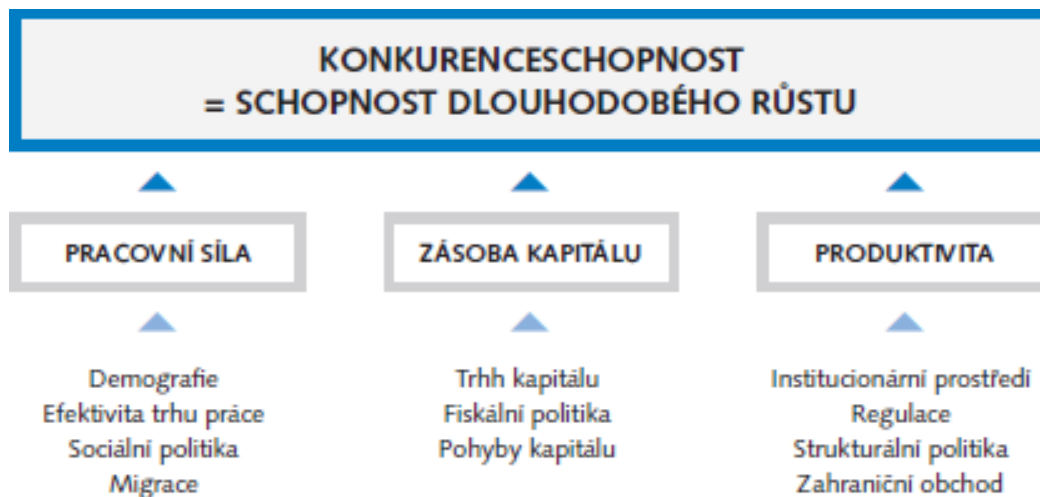 KONKURENCESCHOPNOST
= SCHOPNOST DLOUHODOBÉHO RŮSTU
PRACOVNÍ SÍLA
ZÁSOBA KAPITÁLU
PRODUKTIVITA
Demografie
Efektivita trhu práce
Sociální politika
Migrace
Trhh kapitálu
Fiskální politika
Pohyby kapitálu
Institucionární prostředí
Regulace
Strukturální politika
Zahraniční obchod